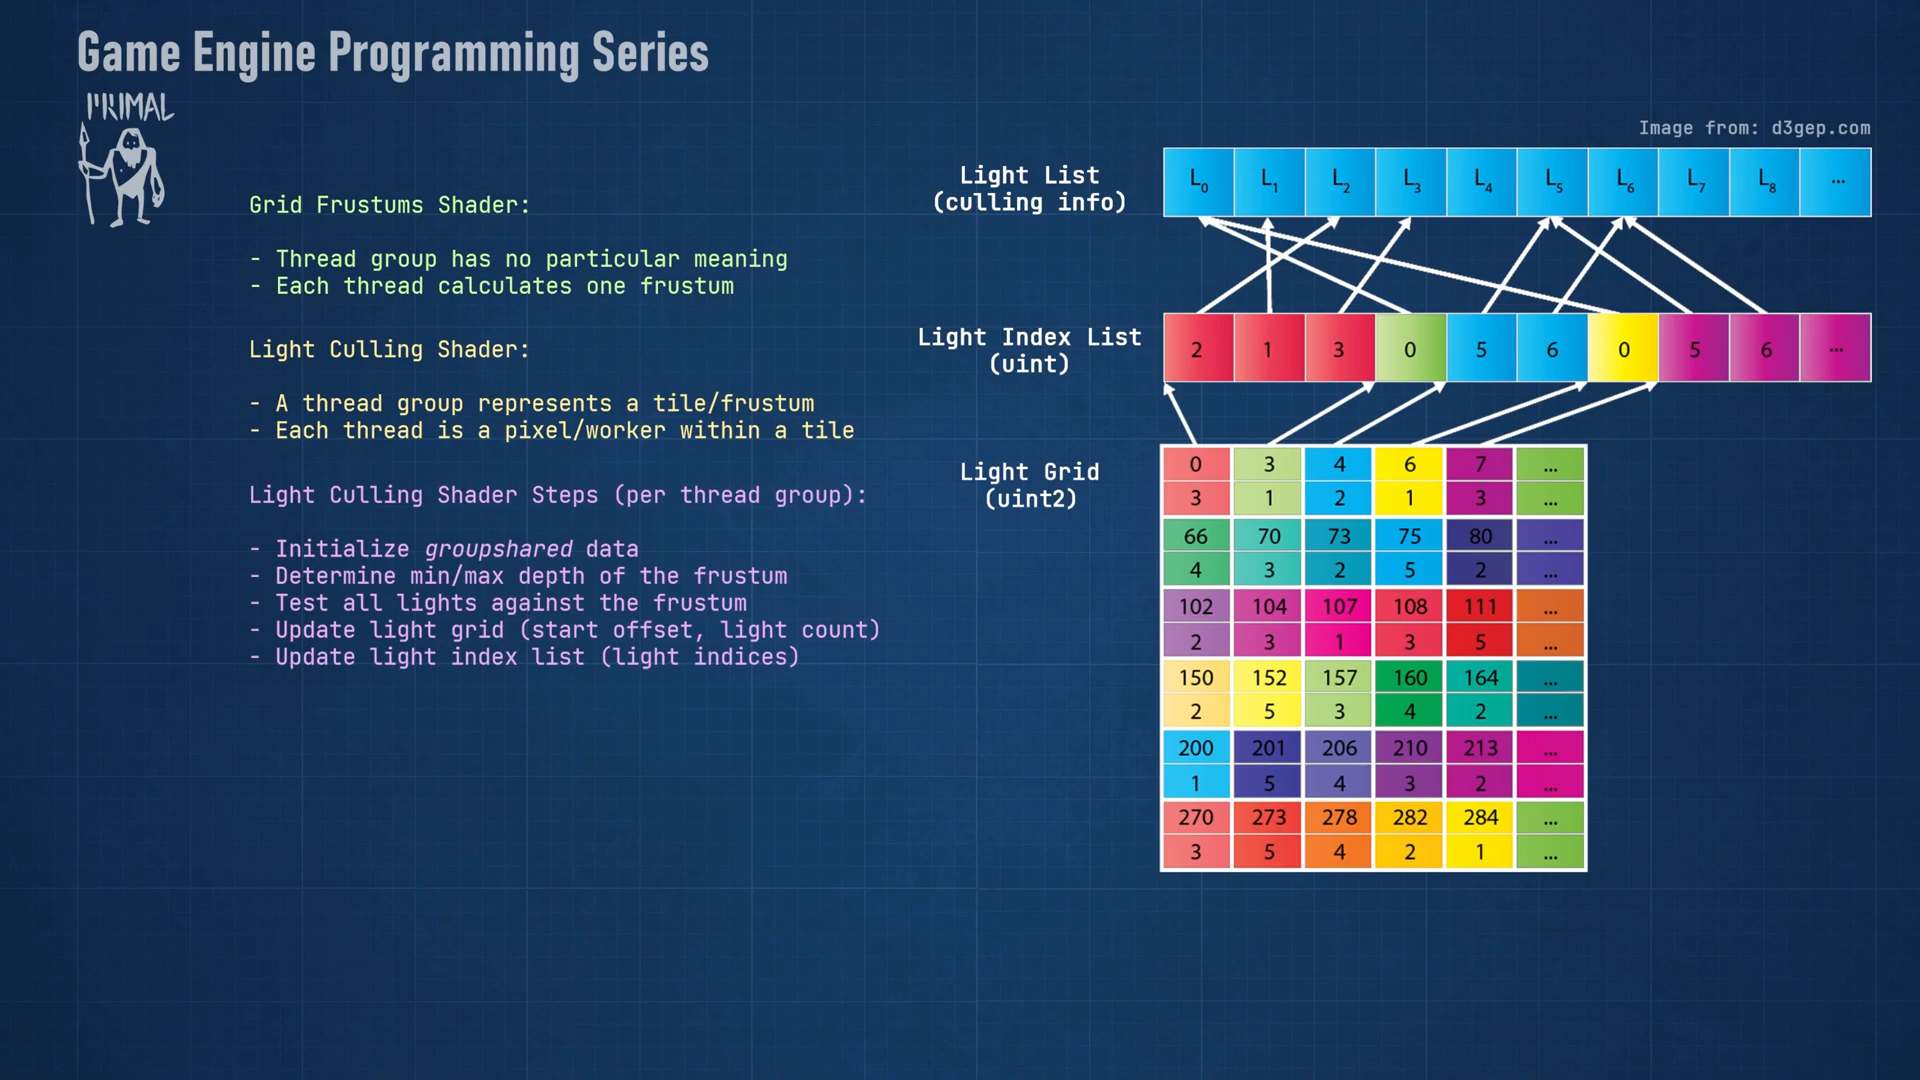 Game Engine Programming Series
PRIMAL
Image from: d3gep.com
Grid Frustums Shader:
- Thread group has no particular meaning
- Each thread calculates one frustum
Light Culling Shader:
- A thread group represents a tile/frustum
- Each thread is a pixel/worker within a tile
Light Culling Shader Steps (per thread group):
- Initialize groupshared data
- Determine min/max depth of the frustum
- Test all lights against the frustum
- Update light grid (start offset, light count)
- Update light index list (light indices)
Light List
(culling info)
L0 L1 L2 L3 L4 L5 L6 L7 L8 ...
Light Index List
(uint)
2 1 3 0 5 6 0 5 6 ...
Light Grid
(uint2)
0 3 4 6 7 ...
3 1 2 1 3 ...
66 70 73 75 80 ...
4 3 2 5 2 ...
102 104 107 108 111 ...
2 3 1 3 5 ...
150 152 157 160 164 ...
2 5 3 4 2 ...
200 201 206 210 213 ...
1 5 4 3 2 ...
270 273 278 282 284 ...
3 5 4 2 1 ...